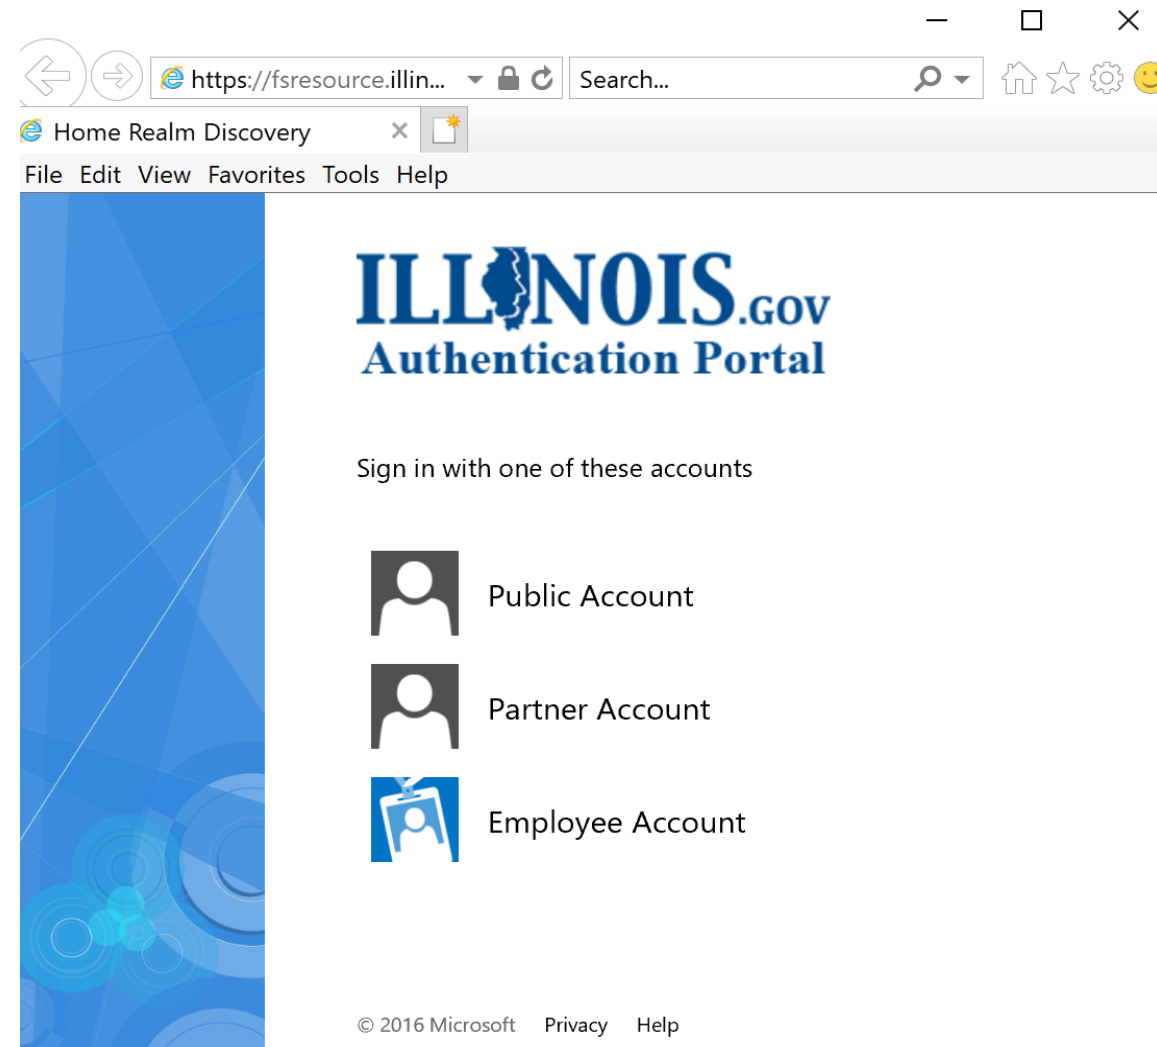 https://fsresource.illin...
Search...
Home Realm Discovery
File Edit View Favorites Tools Help
ILLINOIS.GOV
Authentication Portal
Sign in with one of these accounts
Public Account
Partner Account
Employee Account
© 2016 Microsoft Privacy Help